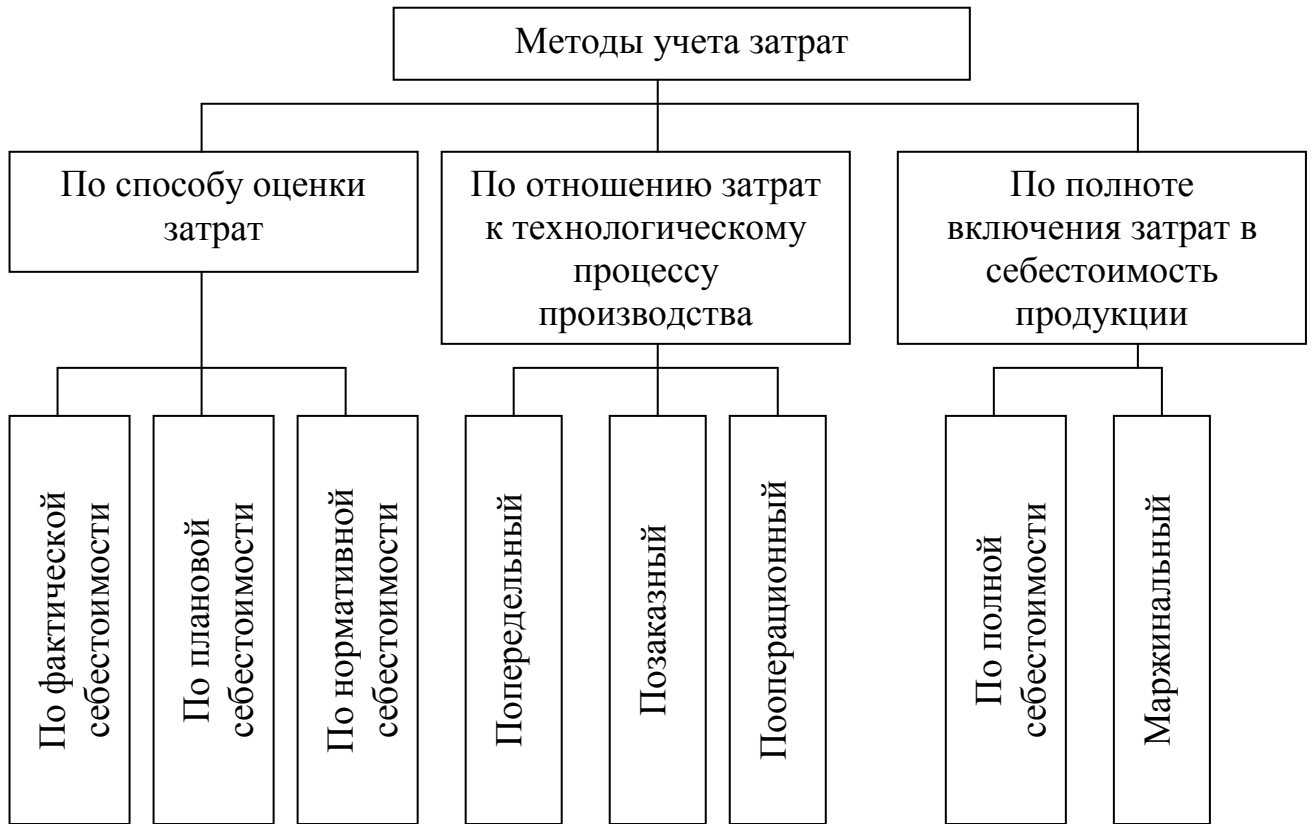 Методы учета затрат
По способу оценки
затрат
По отношению затрат
к технологическому
процессу
производства
По полноте
включения затрат в
себестоимость
продукции
По фактической
себестоимости
По плановой
себестоимости
По нормативной
себестоимости
Попередельный
Позаказный
Пооперационный
По полной
себестоимости
Маржинальный